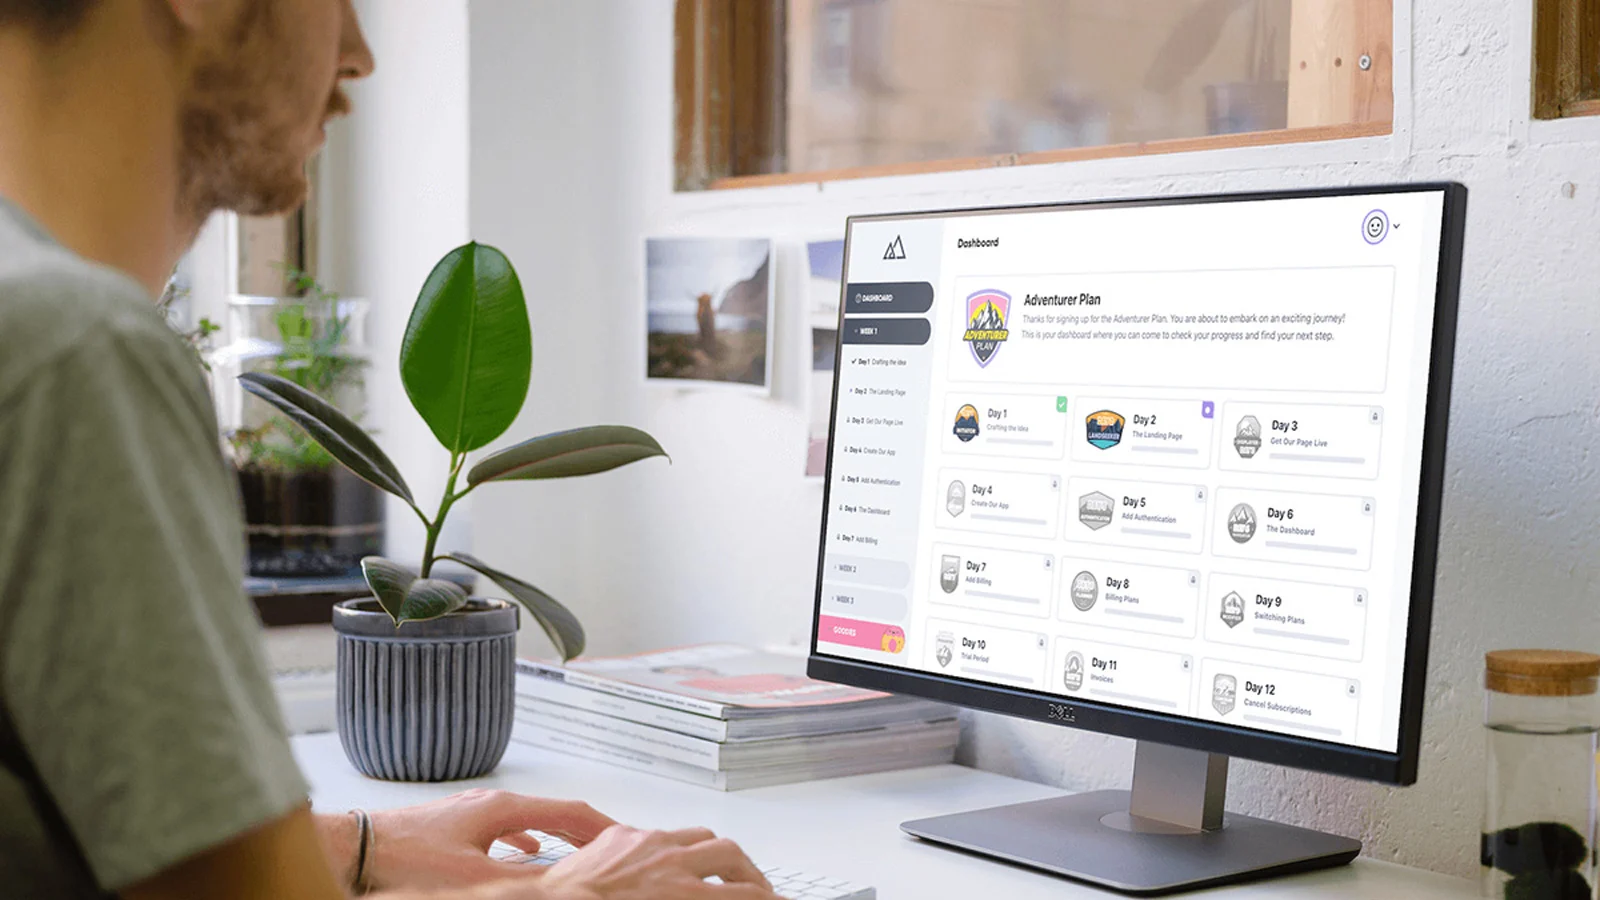 DASHBOARD
WEEK 1
Day 1 Crafting the Idea
Day 2 The Landing Page
Day 3 Get Our Page Live
Day 4 Create Our App
Day 5 Add Authentication
Day 6 The Dashboard
Day 7 Add Billing
WEEK 2
WEEK 3
GOODIES
Dashboard
ADVENTURER
PLAN
Adventurer Plan
Thanks for signing up for the Adventurer Plan. You are about to embark on an exciting journey!
This is your dashboard where you can come to check your progress and find your next step.
Day 1
Crafting the Idea
LANDSEEKER
Day 2
The Landing Page
Day 3
Get Our Page Live
Day 4
Create Our App
Day 5
Add Authentication
Day 6
The Dashboard
Day 7
Add Billing
Day 8
Billing Plans
Day 9
Switching Plans
Day 10
Trial Period
Day 11
Invoices
Day 12
Cancel Subscriptions
DELL